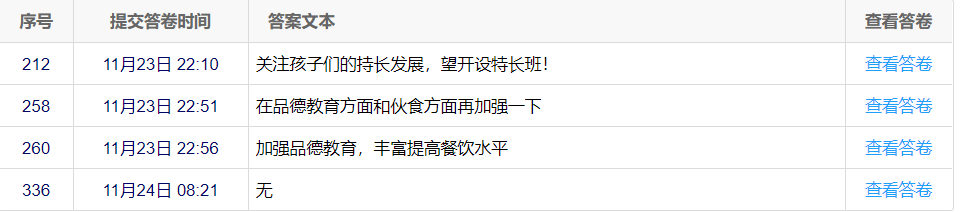 序号 提交答卷时间 答案文本 查看答卷
212 11月23日 22:10 关注孩子们的持长发展，望开设特长班！ 查看答卷
258 11月23日 22:51 在品德教育方面和伙食方面再加强一下 查看答卷
260 11月23日 22:56 加强品德教育，丰富提高餐饮水平 查看答卷
336 11月24日 08:21 无 查看答卷